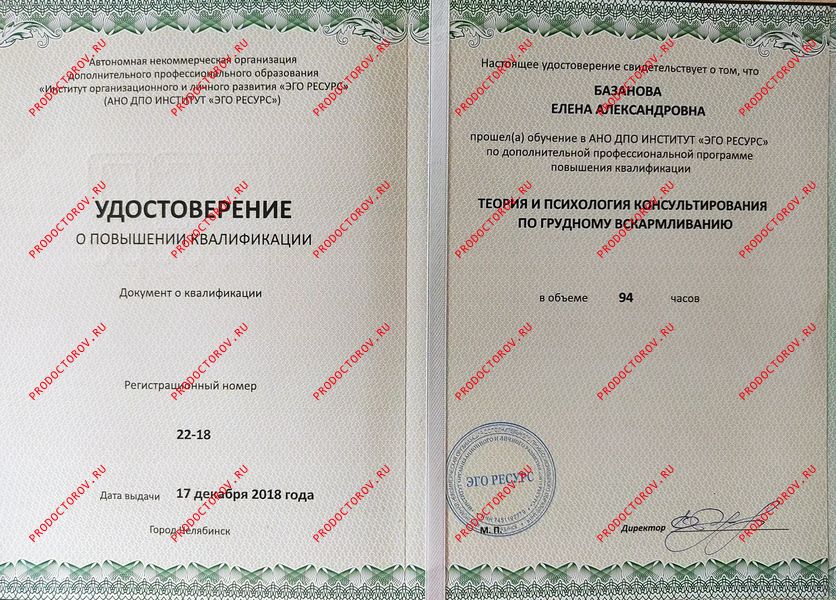 Автономная некоммерческая организация
дополнительного профессионального образования
«Институт организационного и личного развития «ЭГО РЕСУРС»
(АНО ДПО ИНСТИТУТ «ЭГО РЕСУРС»)
УДОСТОВЕРЕНИЕ
О ПОВЫШЕНИИ КВАЛИФИКАЦИИ
Документ о квалификации
Регистрационный номер
22-18
Дата выдачи 17 декабря 2018 года
Город Челябинск
Настоящее удостоверение свидетельствует о том, что
БАЗАНОВА
ЕЛЕНА АЛЕКСАНДРОВНА
прошел(а) обучение в АНО ДПО ИНСТИТУТ «ЭГО РЕСУРС»
по дополнительной профессиональной программе
повышения квалификации
ТЕОРИЯ И ПСИХОЛОГИЯ КОНСУЛЬТИРОВАНИЯ
ПО ГРУДНОМУ ВСКАРМЛИВАНИЮ
в объеме 94 часов
ЭГО РЕСУРС
М. П.
Директор
PRODOCTOROV.RU